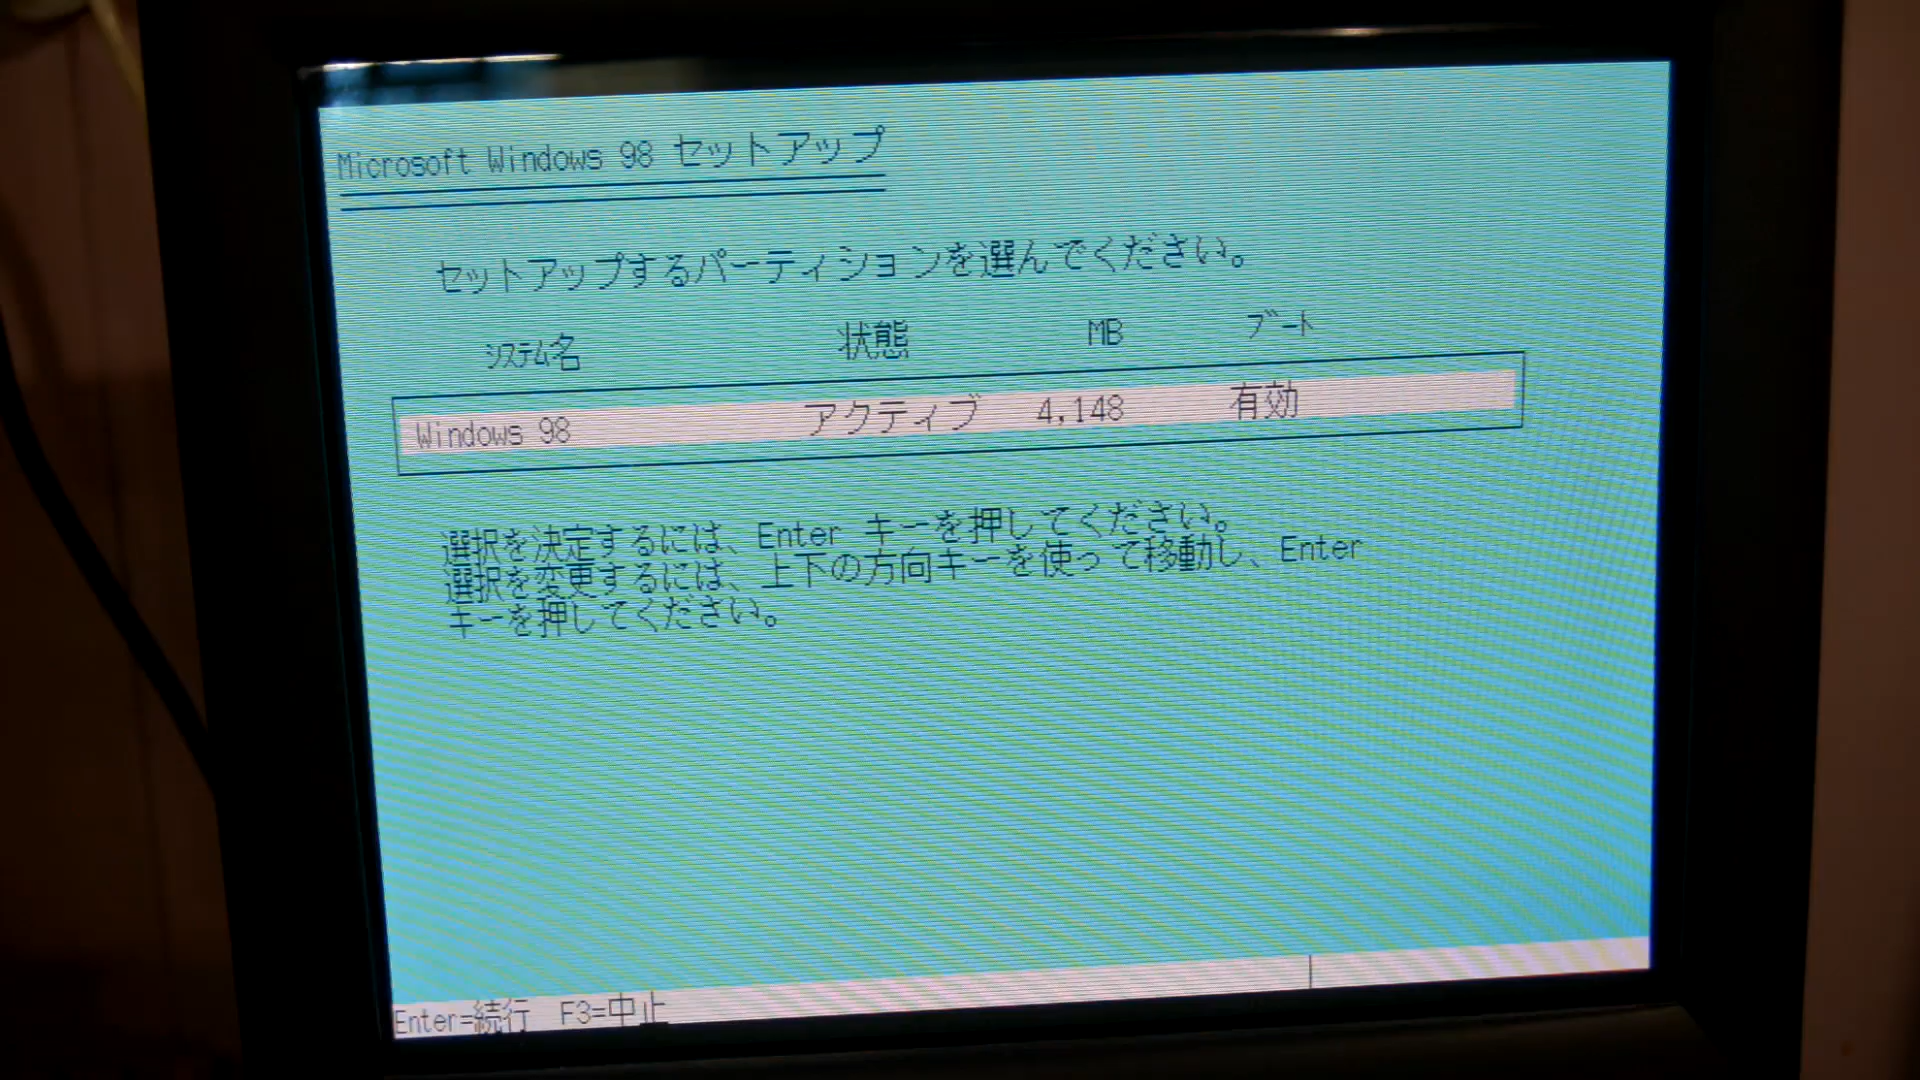 Microsoft Windows 98 セットアップ
セットアップするパーティションを選んでください。
ｼｽﾃﾑ名 状態 MB ﾌﾞｰﾄ
Windows 98 アクティブ 4,148 有効
選択を決定するには、Enter キーを押してください。
選択を変更するには、上下の方向キーを使って移動し、Enter
キーを押してください。
Enter=続行 F3=中止